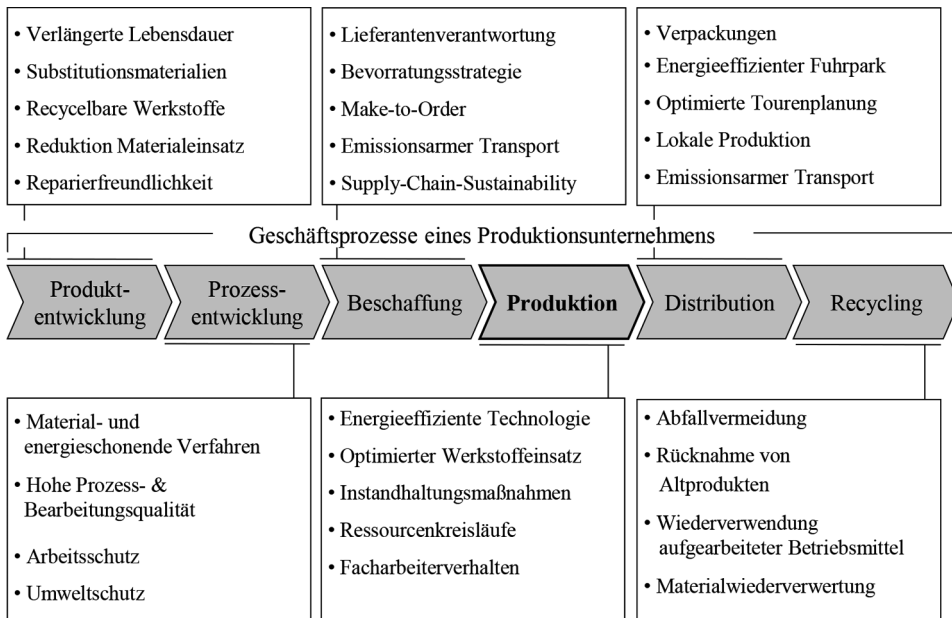 • Verlängerte Lebensdauer
• Substitutionsmaterialien
• Recycelbare Werkstoffe
• Reduktion Materialeinsatz
• Reparierfreundlichkeit
• Lieferantenverantwortung
• Bevorratungsstrategie
• Make-to-Order
• Emissionsarmer Transport
• Supply-Chain-Sustainability
• Verpackungen
• Energieeffizienter Fuhrpark
• Optimierte Tourenplanung
• Lokale Produktion
• Emissionsarmer Transport
Geschäftsprozesse eines Produktionsunternehmens
Produkt-
entwicklung
Prozess-
entwicklung
Beschaffung
Produktion
Distribution
Recycling
• Material- und
energieschonende Verfahren
• Hohe Prozess- &
Bearbeitungsqualität
• Arbeitsschutz
• Umweltschutz
• Energieeffiziente Technologie
• Optimierter Werkstoffeinsatz
• Instandhaltungsmaßnahmen
• Ressourcenkreisläufe
• Facharbeiterverhalten
• Abfallvermeidung
• Rücknahme von
Altprodukten
• Wiederverwendung
aufgearbeiteter Betriebsmittel
• Materialwiederverwertung